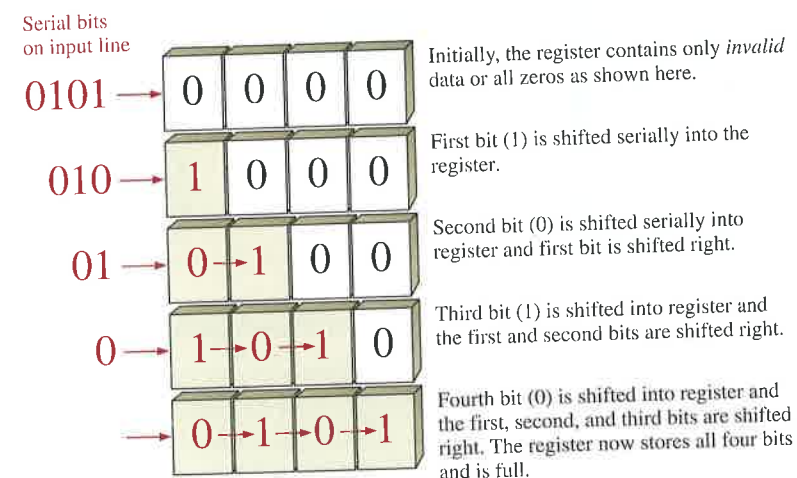 Serial bits
on input line
0101 0 0 0 0
Initially, the register contains only invalid
data or all zeros as shown here.
010 1 0 0 0
First bit (1) is shifted serially into the
register.
01 0 1 0 0
Second bit (0) is shifted serially into
register and first bit is shifted right.
0 1 0 1 0
Third bit (1) is shifted into register and
the first and second bits are shifted right.
0 1 0 1
Fourth bit (0) is shifted into register and
the first, second, and third bits are shifted
right. The register now stores all four bits
and is full.